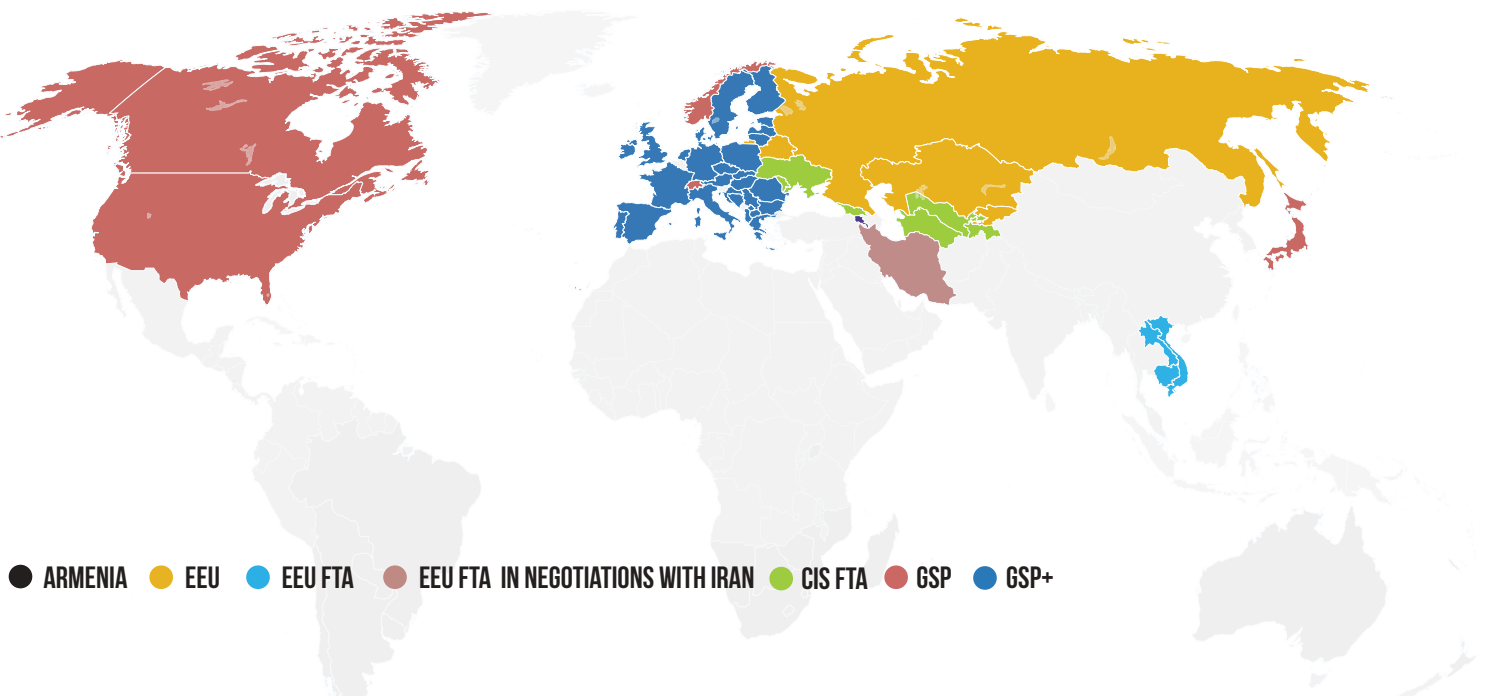 ARMENIA EEU EEU FTA EEU FTA IN NEGOTIATIONS WITH IRAN CIS FTA GSP GSP+